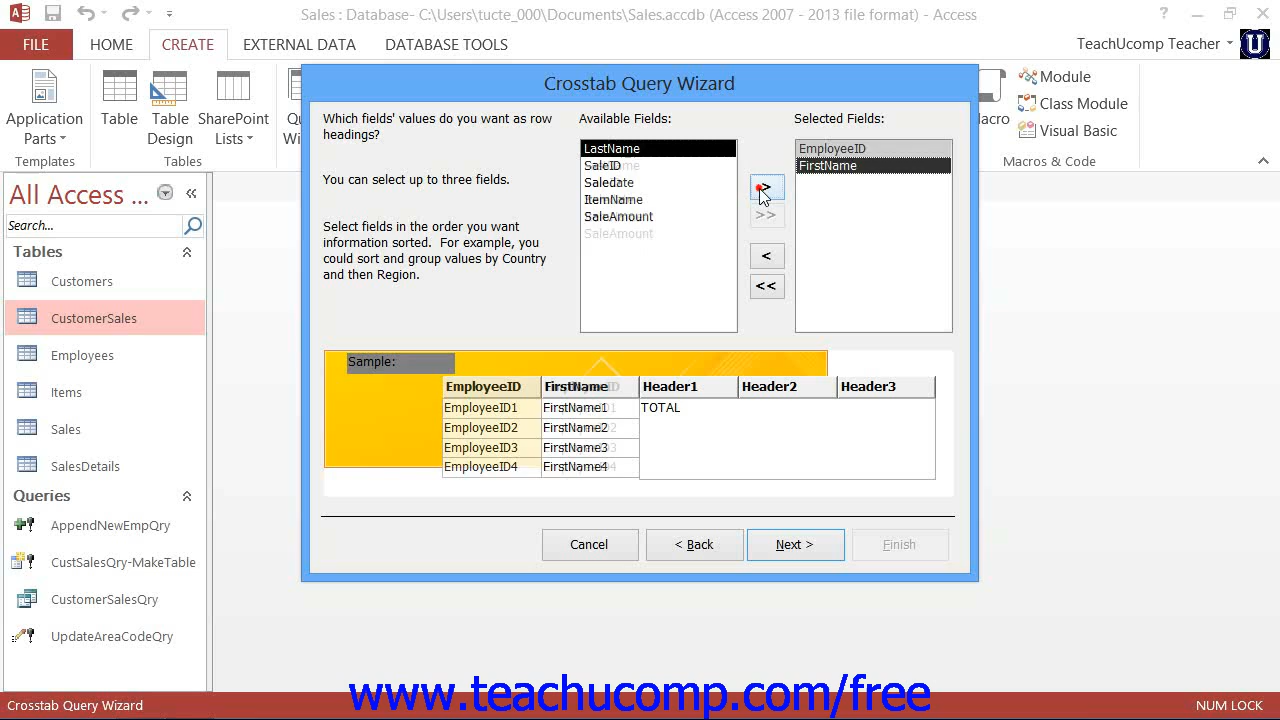 Sales : Database- C:\Users\tucte_000\Documents\Sales.accdb (Access 2007 - 2013 file format) - Access
FILE
HOME
CREATE
EXTERNAL DATA
DATABASE TOOLS
TeachUcomp Teacher
Application
Parts
Templates
Table
Table
Design
SharePoint
Lists
Tables
Module
Class Module
Visual Basic
Macros & Code
All Access ...
Search...
Tables
Customers
CustomerSales
Employees
Items
Sales
SalesDetails
Queries
AppendNewEmpQry
CustSalesQry-MakeTable
CustomerSalesQry
UpdateAreaCodeQry
Crosstab Query Wizard
Which fields' values do you want as row
headings?
You can select up to three fields.
Select fields in the order you want
information sorted. For example, you
could sort and group values by Country
and then Region.
Available Fields:
LastName
SaleID
Saledate
ItemName
SaleAmount
SaleAmount
>
>>
<
<<
Selected Fields:
EmployeeID
FirstName
Sample:
EmployeeID FirstName Header1 Header2 Header3
EmployeeID1 FirstName1 TOTAL
EmployeeID2 FirstName2
EmployeeID3 FirstName3
EmployeeID4 FirstName4
Cancel
< Back
Next >
Finish
www.teachucomp.com/free
Crosstab Query Wizard
NUM LOCK